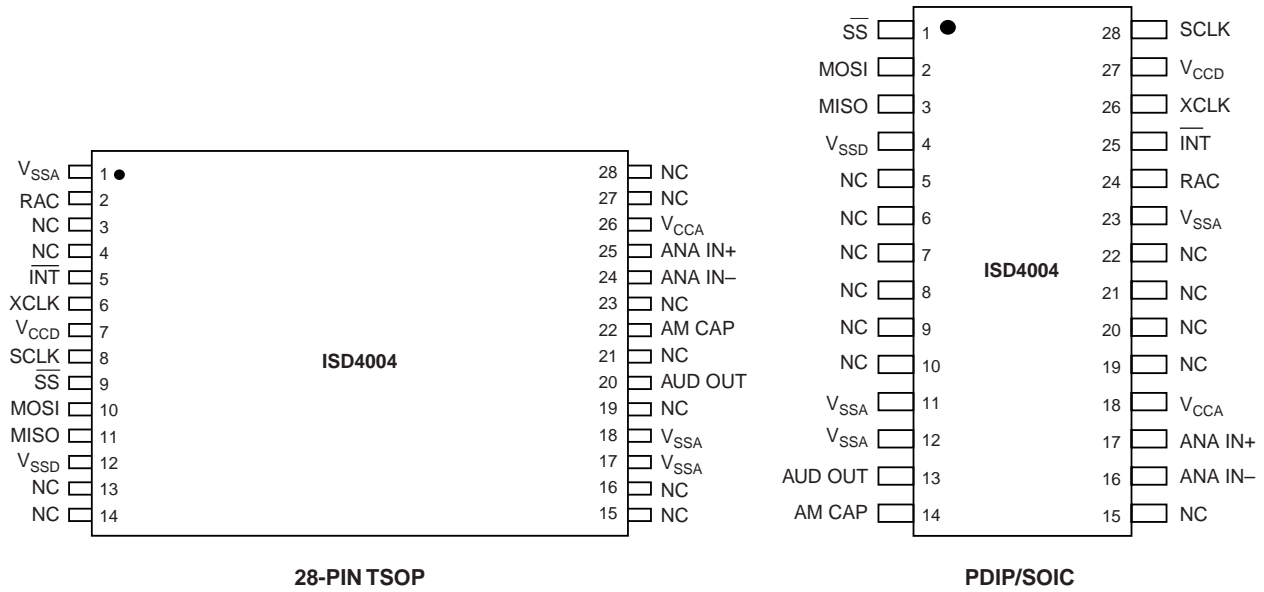 V_SSA 1 28 NC
RAC 2 27 NC
NC 3 26 V_CCA
NC 4 25 ANA IN+
I̅N̅T̅ 5 24 ANA IN–
XCLK 6 23 NC
V_CCD 7 22 AM CAP
SCLK 8 21 NC
S̅S̅ 9 20 AUD OUT
MOSI 10 19 NC
MISO 11 18 V_SSA
V_SSD 12 17 V_SSA
NC 13 16 NC
NC 14 15 NC
ISD4004
28-PIN TSOP
S̅S̅ 1 28 SCLK
MOSI 2 27 V_CCD
MISO 3 26 XCLK
V_SSD 4 25 I̅N̅T̅
NC 5 24 RAC
NC 6 23 V_SSA
NC 7 22 NC
NC 8 21 NC
NC 9 20 NC
NC 10 19 NC
V_SSA 11 18 V_CCA
V_SSA 12 17 ANA IN+
AUD OUT 13 16 ANA IN–
AM CAP 14 15 NC
ISD4004
PDIP/SOIC